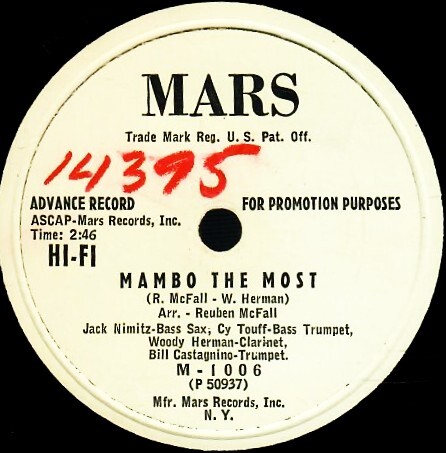 MARS
Trade Mark Reg. U. S. Pat. Off.
14395
ADVANCE RECORD FOR PROMOTION PURPOSES
ASCAP-Mars Records, Inc.
Time: 2:46
HI-FI
MAMBO THE MOST
(R. McFall - W. Herman)
Arr. - Reuben McFall
Jack Nimitz-Bass Sax; Cy Touff-Bass Trumpet,
Woody Herman-Clarinet,
Bill Castagnino-Trumpet.
M-1006
(P 50937)
Mfr. Mars Records, Inc.
N. Y.